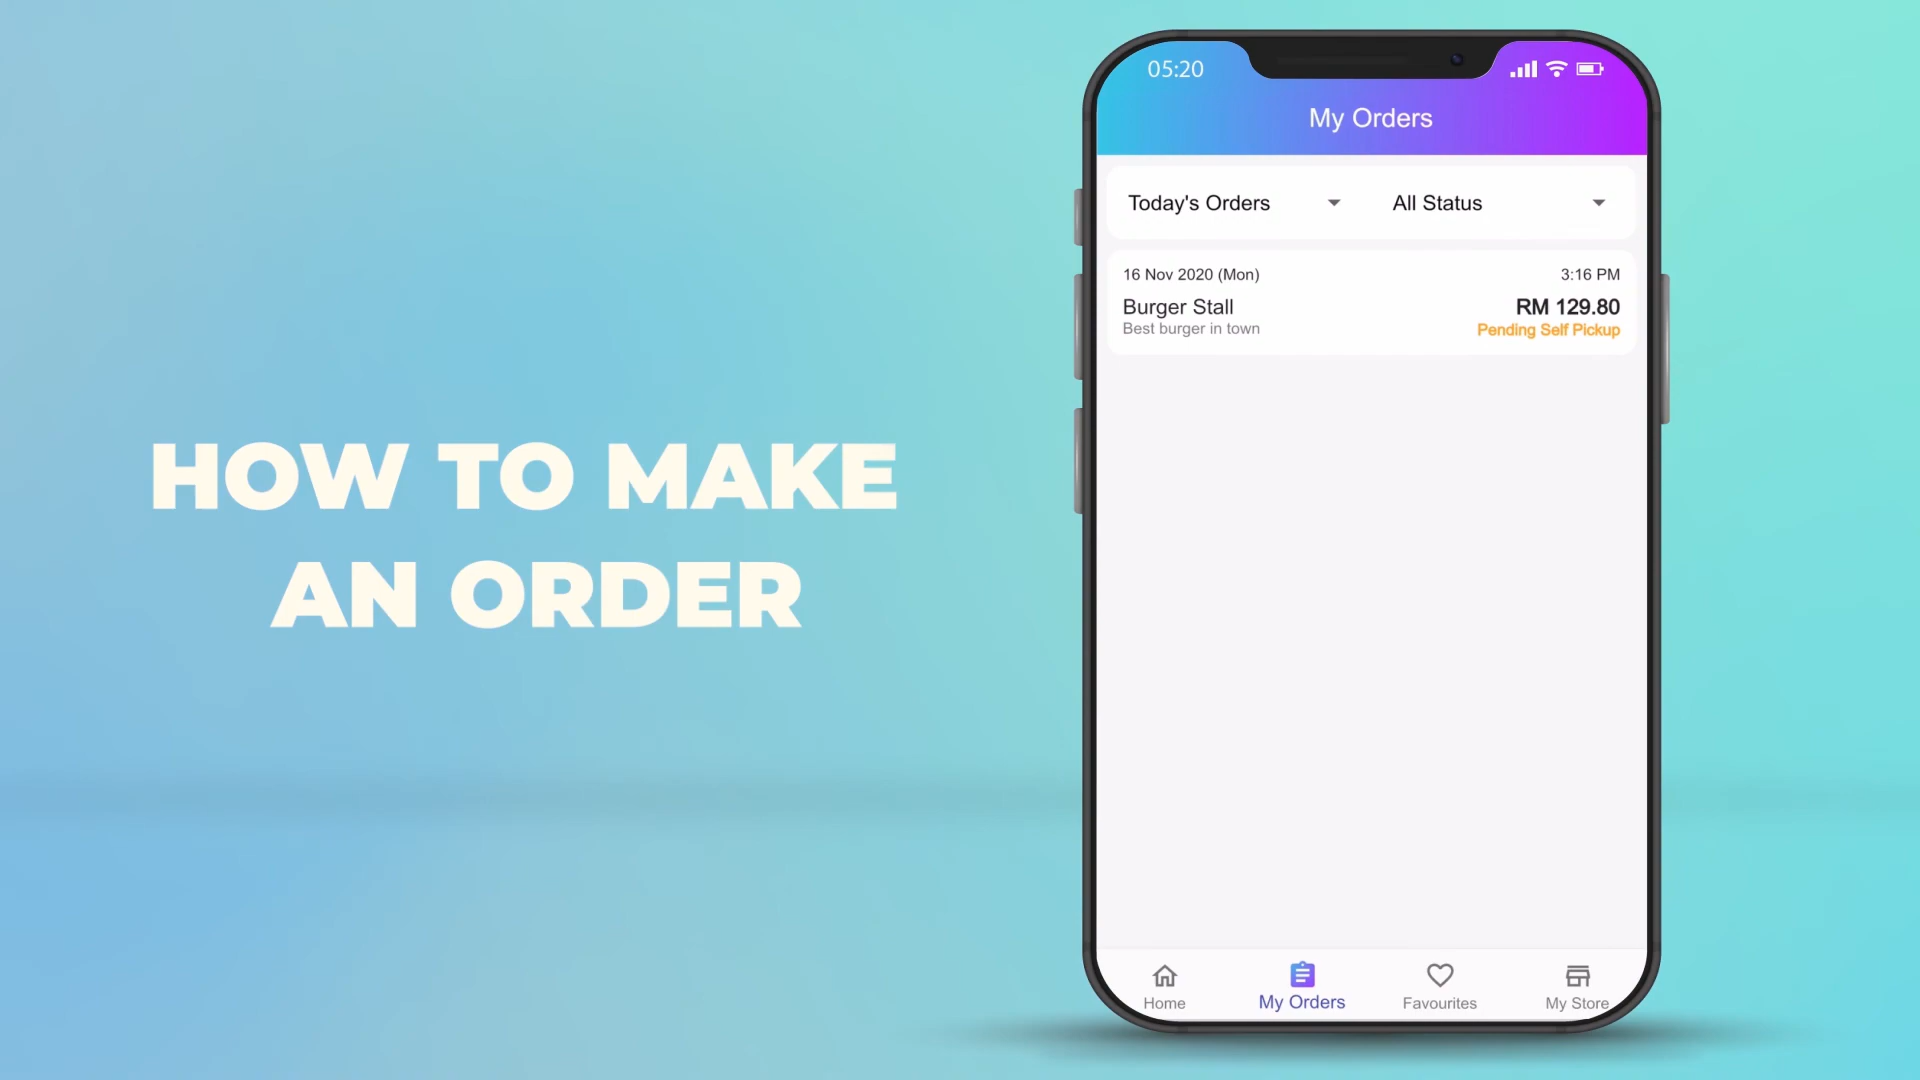 HOW TO MAKE
AN ORDER
05:20
My Orders
Today's Orders
All Status
16 Nov 2020 (Mon)
3:16 PM
Burger Stall
RM 129.80
Best burger in town
Pending Self Pickup
Home
My Orders
Favourites
My Store